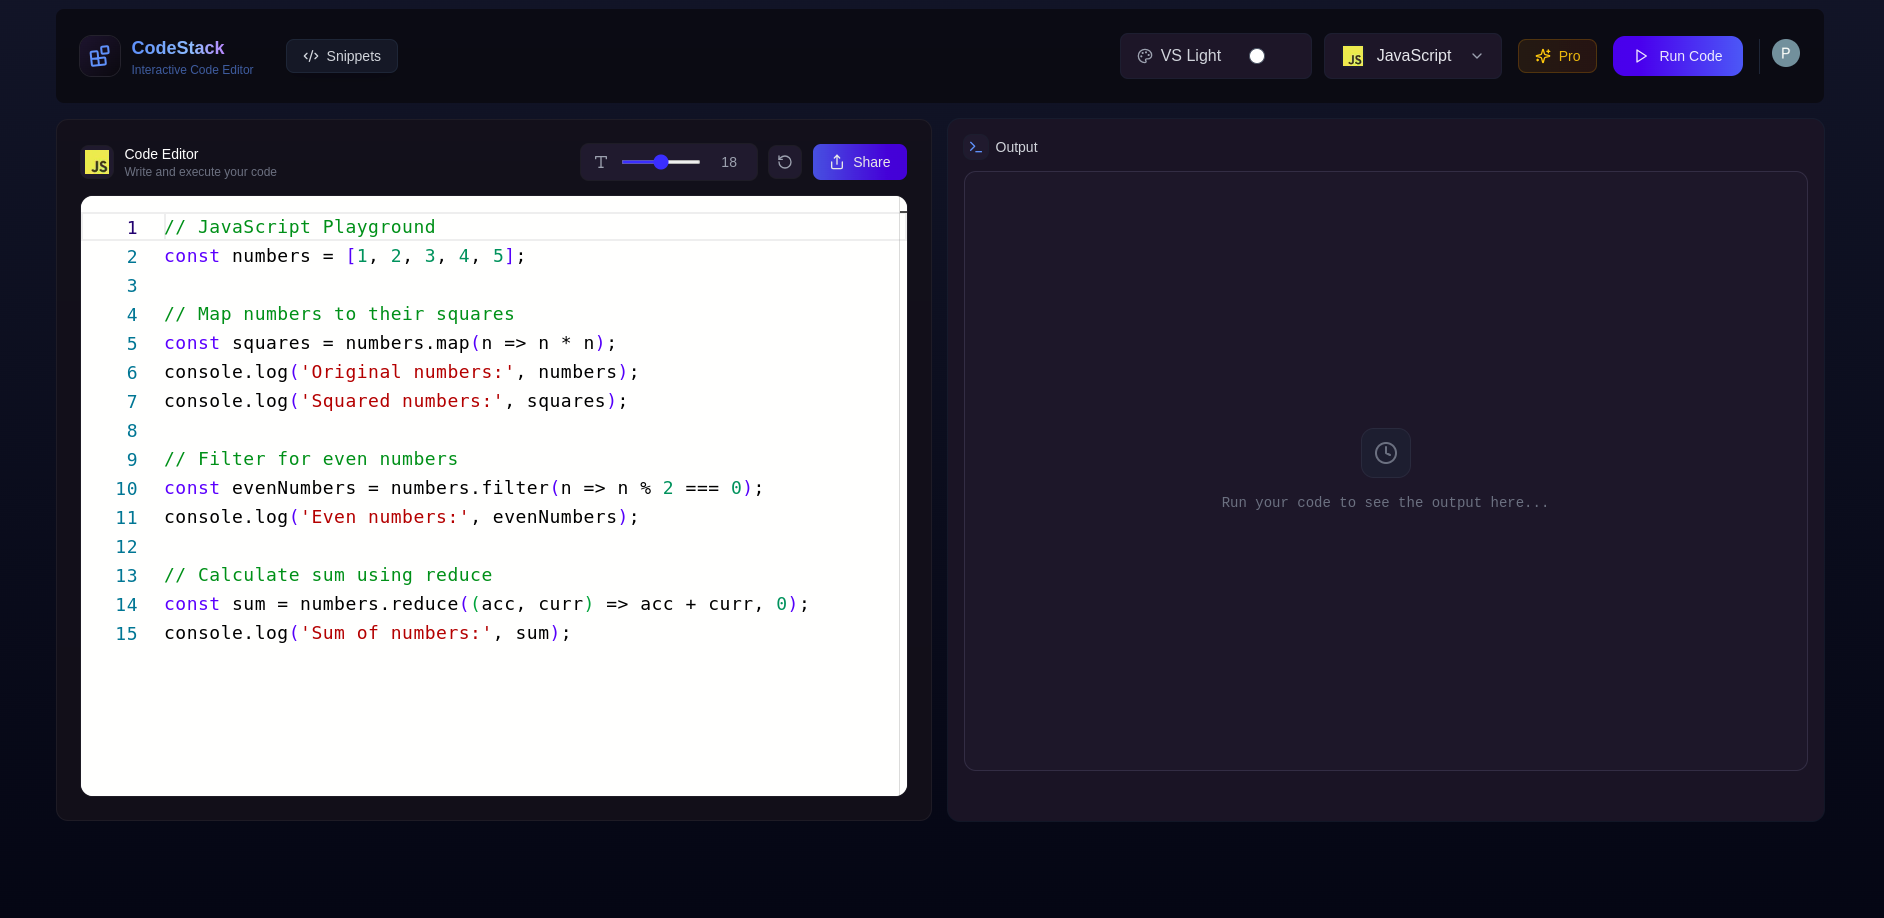 CodeStack
Interactive Code Editor
Snippets
VS Light
JS
JavaScript
Pro
Run Code
P
JS
Code Editor
Write and execute your code
18
Share
Output
1 // JavaScript Playground
2 const numbers = [1, 2, 3, 4, 5];
3
4 // Map numbers to their squares
5 const squares = numbers.map(n => n * n);
6 console.log('Original numbers:', numbers);
7 console.log('Squared numbers:', squares);
8
9 // Filter for even numbers
10 const evenNumbers = numbers.filter(n => n % 2 === 0);
11 console.log('Even numbers:', evenNumbers);
12
13 // Calculate sum using reduce
14 const sum = numbers.reduce((acc, curr) => acc + curr, 0);
15 console.log('Sum of numbers:', sum);
Run your code to see the output here...